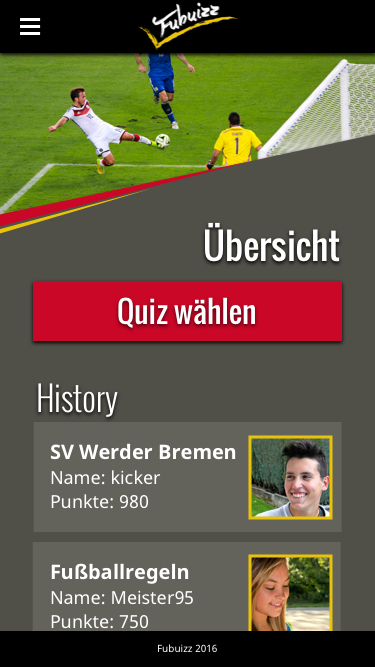 Fubuizz
1
Übersicht
Quiz wählen
History
SV Werder Bremen
Name: kicker
Punkte: 980
Fußballregeln
Name: Meister95
Punkte: 750
Fubuizz 2016